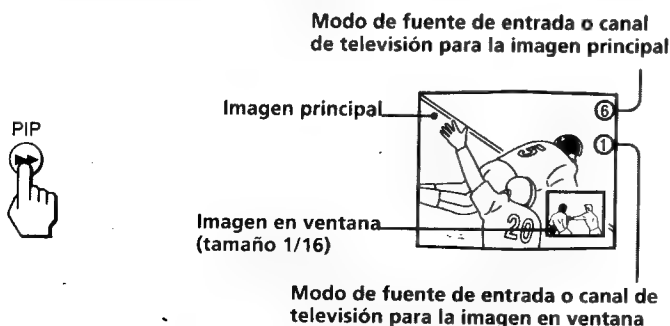 Modo de fuente de entrada o canal
de televisión para la imagen principal
Imagen principal
6
PIP
1
5
Imagen en ventana
(tamaño 1/16)
20
Modo de fuente de entrada o canal de
televisión para la imagen en ventana